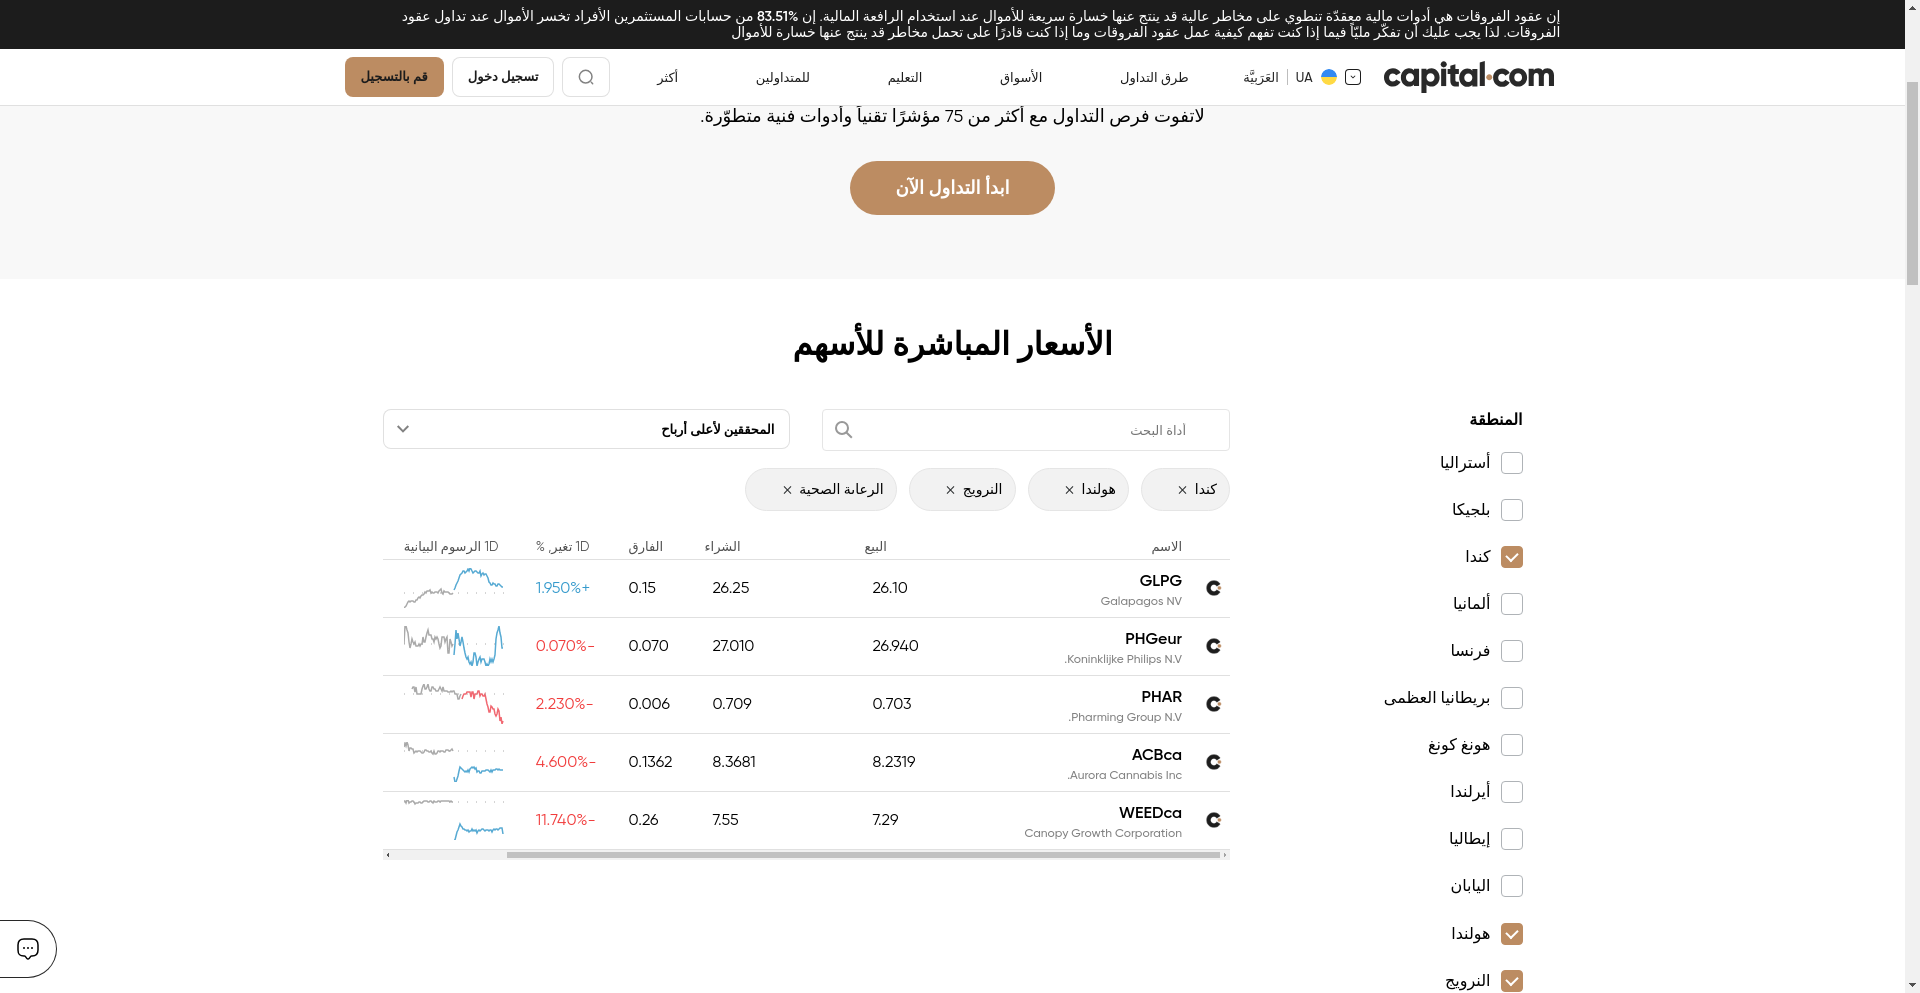 إن عقود الفروقات هي أدوات مالية معقدّة تنطوي على مخاطر عالية قد ينتج عنها خسارة سريعة للأموال عند استخدام الرافعة المالية. إن 83.51% من حسابات المستثمرين الأفراد تخسر الأموال عند تداول عقود
الفروقات. لذا يجب عليك أن تفكّر مليّاً فيما إذا كنت تفهم كيفية عمل عقود الفروقات وما إذا كنت قادرًا على تحمل مخاطر قد ينتج عنها خسارة للأموال
capital.com UA العَرَبِيَّة طرق التداول الأسواق التعليم للمتداولين أكثر تسجيل دخول قم بالتسجيل
لاتفوت فرص التداول مع أكثر من 75 مؤشرًا تقنياً وأدوات فنية متطوّرة.
ابدأ التداول الآن
الأسعار المباشرة للأسهم
المنطقة
أستراليا
بلجيكا
كندا
ألمانيا
فرنسا
بريطانيا العظمى
هونغ كونغ
أيرلندا
إيطاليا
اليابان
هولندا
النرويج
أداة البحث
المحققين لأعلى أرباح
كندا × هولندا × النرويج × الرعاىة الصحية ×
الاسم البيع الشراء الفارق 1D تغير, % 1D الرسوم البيانية
GLPG 26.10 26.25 0.15 1.950%+
Galapagos NV
PHGeur 26.940 27.010 0.070 0.070%-
.Koninklijke Philips N.V
PHAR 0.703 0.709 0.006 2.230%-
.Pharming Group N.V
ACBca 8.2319 8.3681 0.1362 4.600%-
.Aurora Cannabis Inc
WEEDca 7.29 7.55 0.26 11.740%-
Canopy Growth Corporation